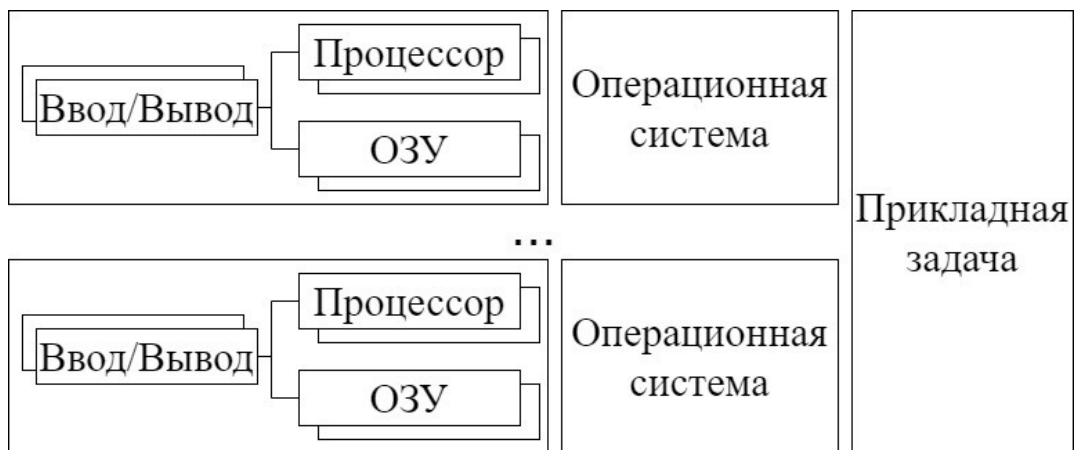 Процессор
Ввод/Вывод
ОЗУ
Операционная
система
...
Процессор
Ввод/Вывод
ОЗУ
Операционная
система
Прикладная
задача